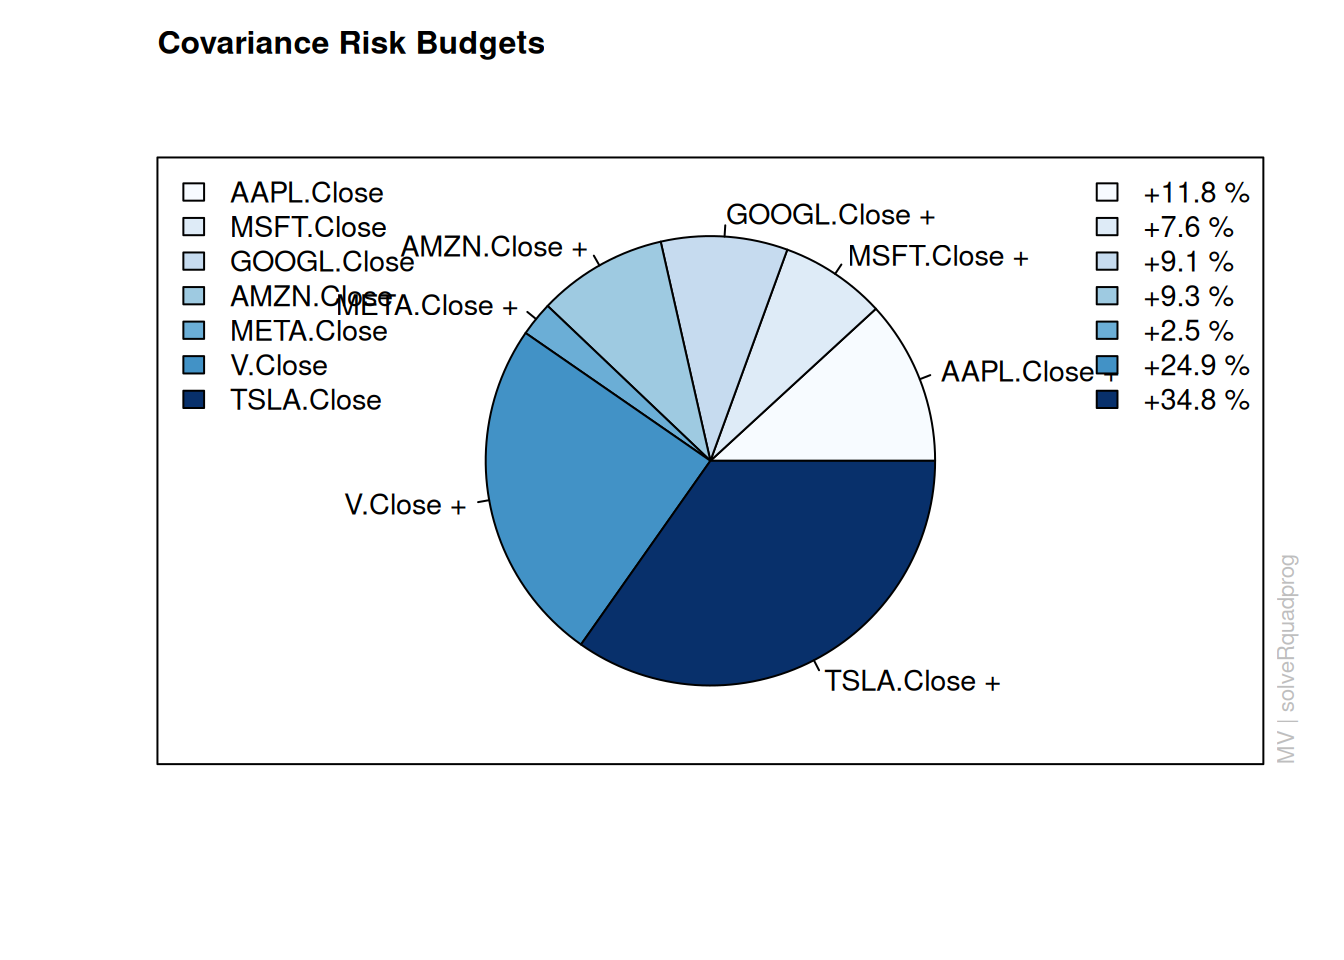 Covariance Risk Budgets
AAPL.Close
MSFT.Close
GOOGL.Close
AMZN.Close
META.Close
V.Close
TSLA.Close
GOOGL.Close +
AMZN.Close +
MSFT.Close +
META.Close +
AAPL.Close +
V.Close +
TSLA.Close +
+11.8 %
+7.6 %
+9.1 %
+9.3 %
+2.5 %
+24.9 %
+34.8 %
MV | solveRquadprog